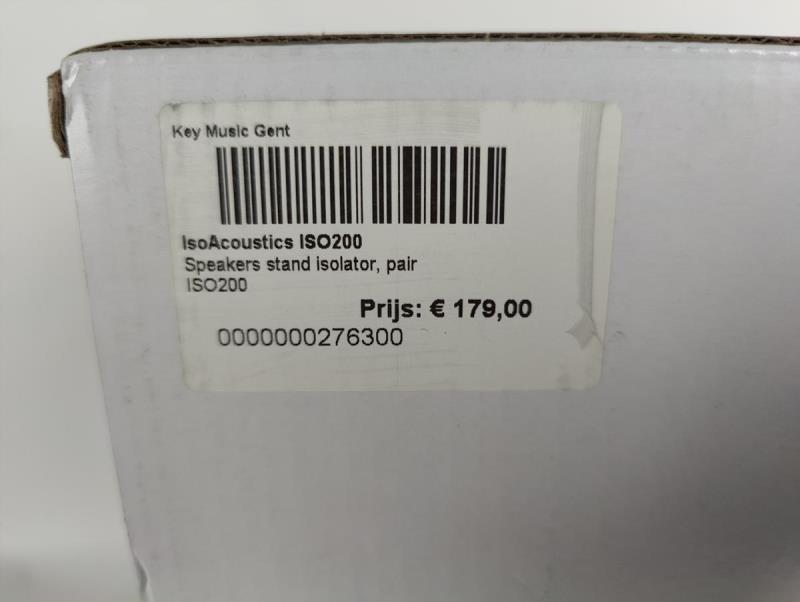 Key Music Gent
IsoAcoustics ISO200
Speakers stand isolator, pair
ISO200
Prijs: € 179,00
0000000276300